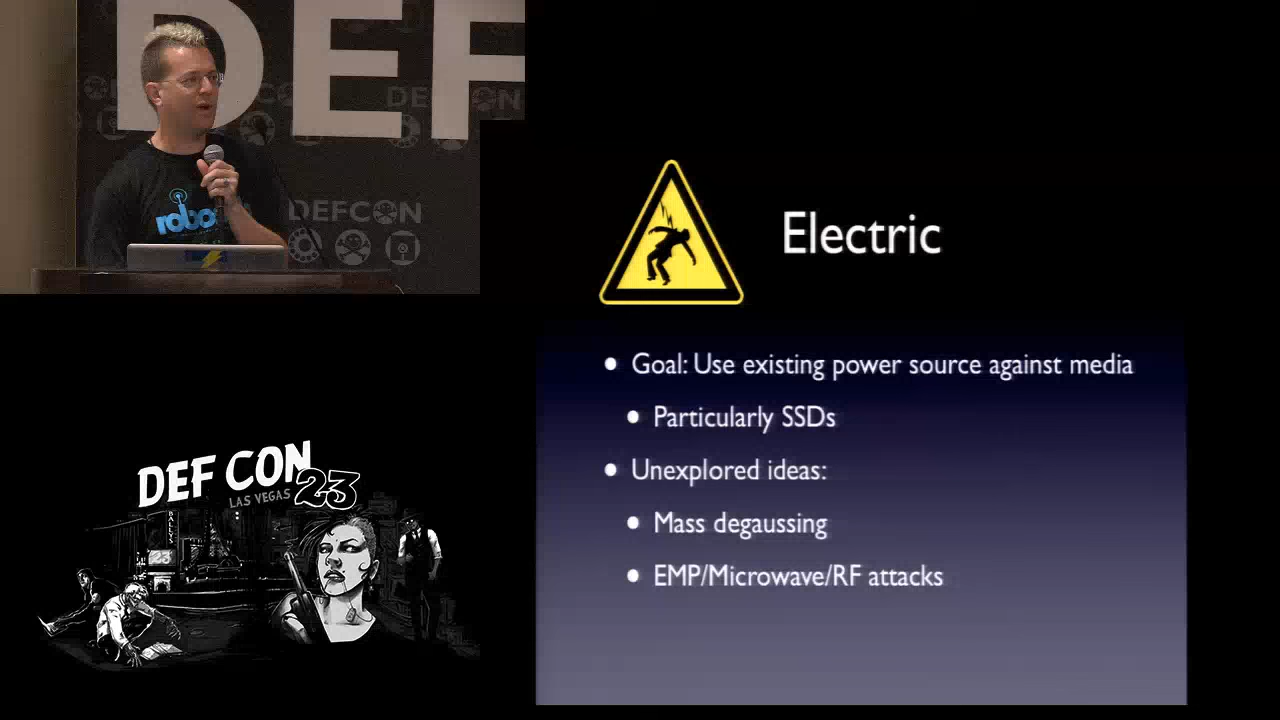 DEF
DEFCON
DEFCON
robo
Electric
• Goal: Use existing power source against media
• Particularly SSDs
• Unexplored ideas:
• Mass degaussing
• EMP/Microwave/RF attacks
DEF CON
LAS VEGAS 23
BALLYS
23